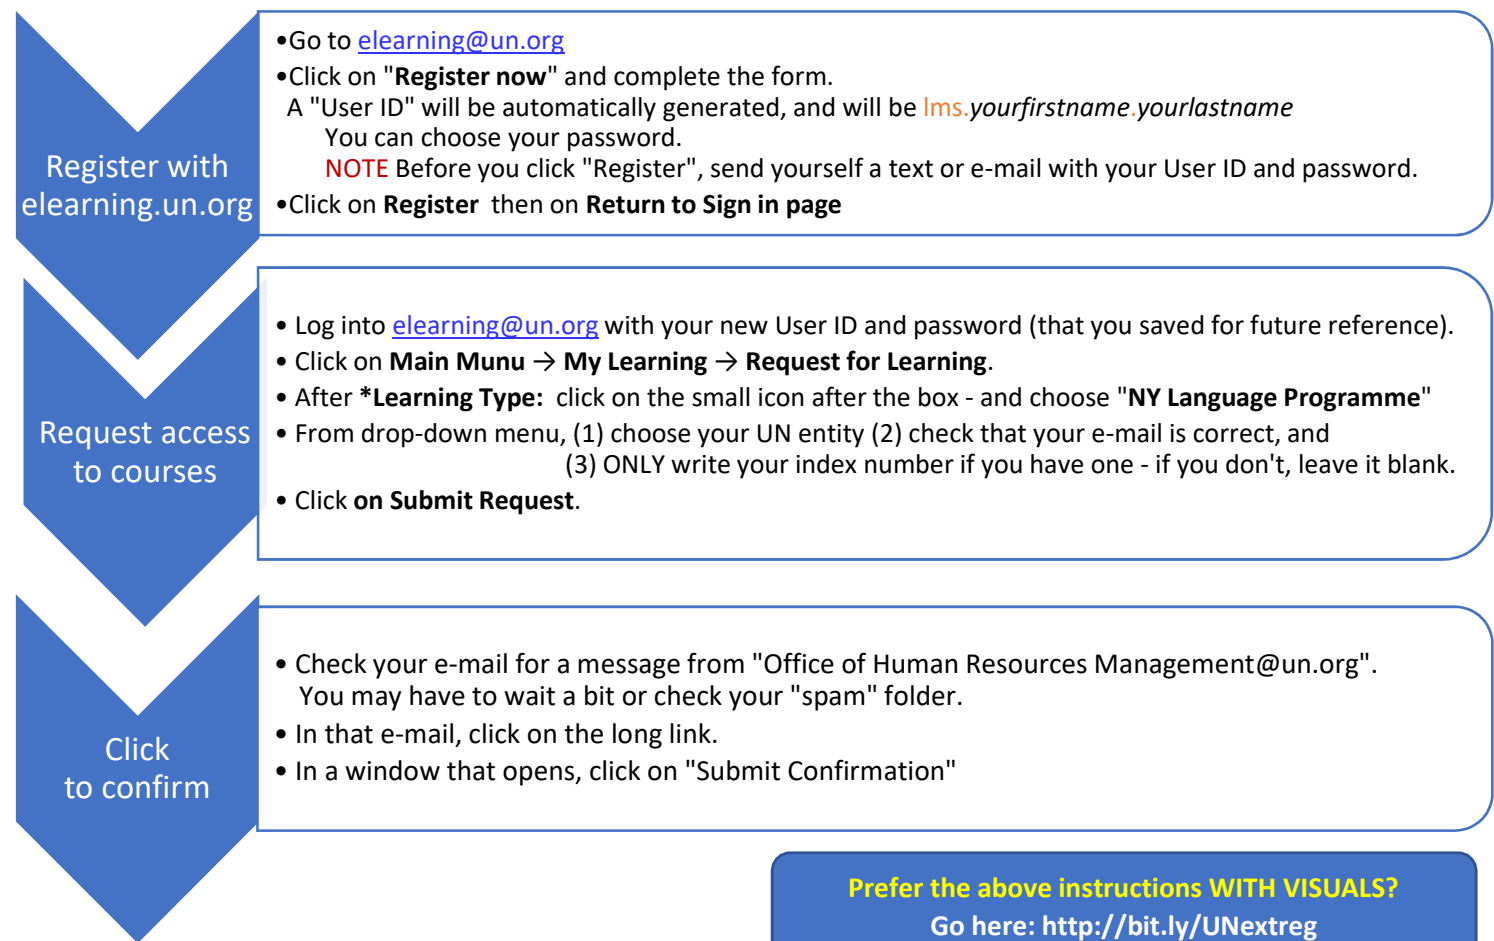 Register with
elearning.un.org
•Go to elearning@un.org
•Click on "Register now" and complete the form.
A "User ID" will be automatically generated, and will be lms.yourfirstname.yourlastname
You can choose your password.
NOTE Before you click "Register", send yourself a text or e-mail with your User ID and password.
•Click on Register then on Return to Sign in page
Request access
to courses
• Log into elearning@un.org with your new User ID and password (that you saved for future reference).
• Click on Main Munu → My Learning → Request for Learning.
• After *Learning Type: click on the small icon after the box - and choose "NY Language Programme"
• From drop-down menu, (1) choose your UN entity (2) check that your e-mail is correct, and
(3) ONLY write your index number if you have one - if you don't, leave it blank.
• Click on Submit Request.
Click
to confirm
• Check your e-mail for a message from "Office of Human Resources Management@un.org".
You may have to wait a bit or check your "spam" folder.
• In that e-mail, click on the long link.
• In a window that opens, click on "Submit Confirmation"
Prefer the above instructions WITH VISUALS?
Go here: http://bit.ly/UNextreg